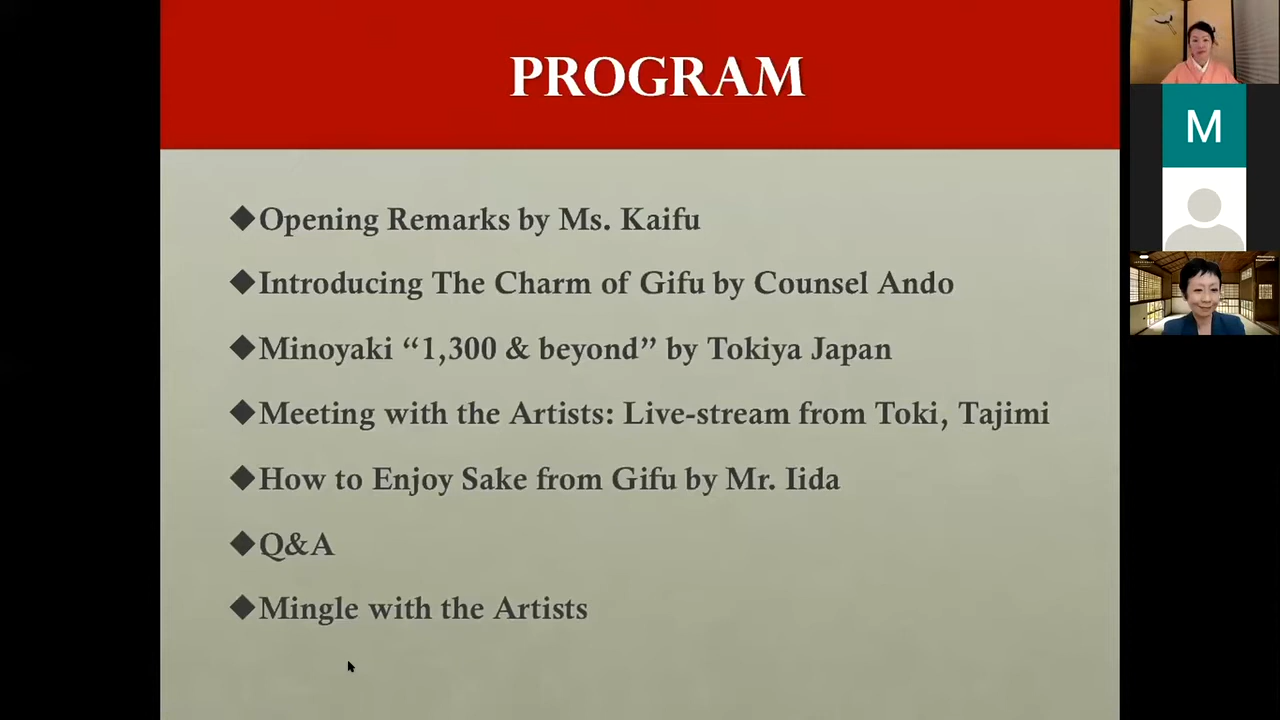 PROGRAM
◆Opening Remarks by Ms. Kaifu
◆Introducing The Charm of Gifu by Counsel Ando
◆Minoyaki “1,300 & beyond” by Tokiya Japan
◆Meeting with the Artists: Live-stream from Toki, Tajimi
◆How to Enjoy Sake from Gifu by Mr. Iida
◆Q&A
◆Mingle with the Artists
M